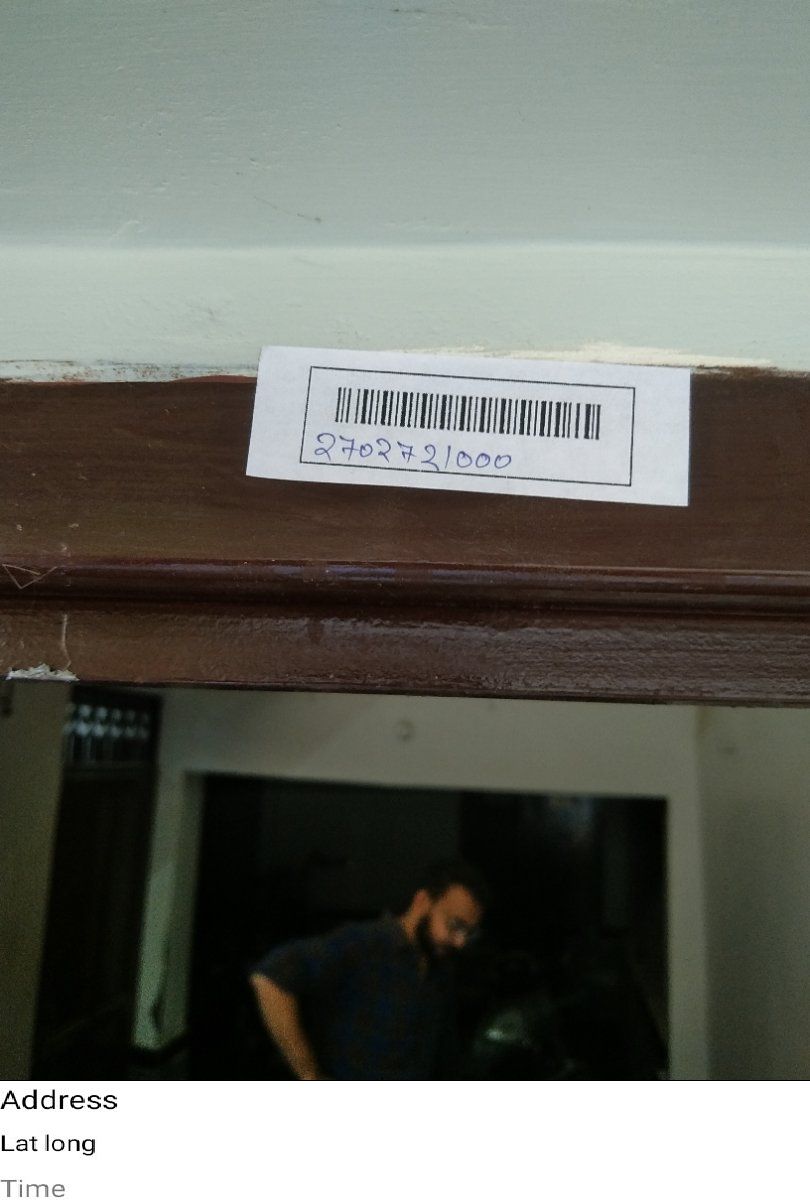 2702721000
Address
Lat long
Time